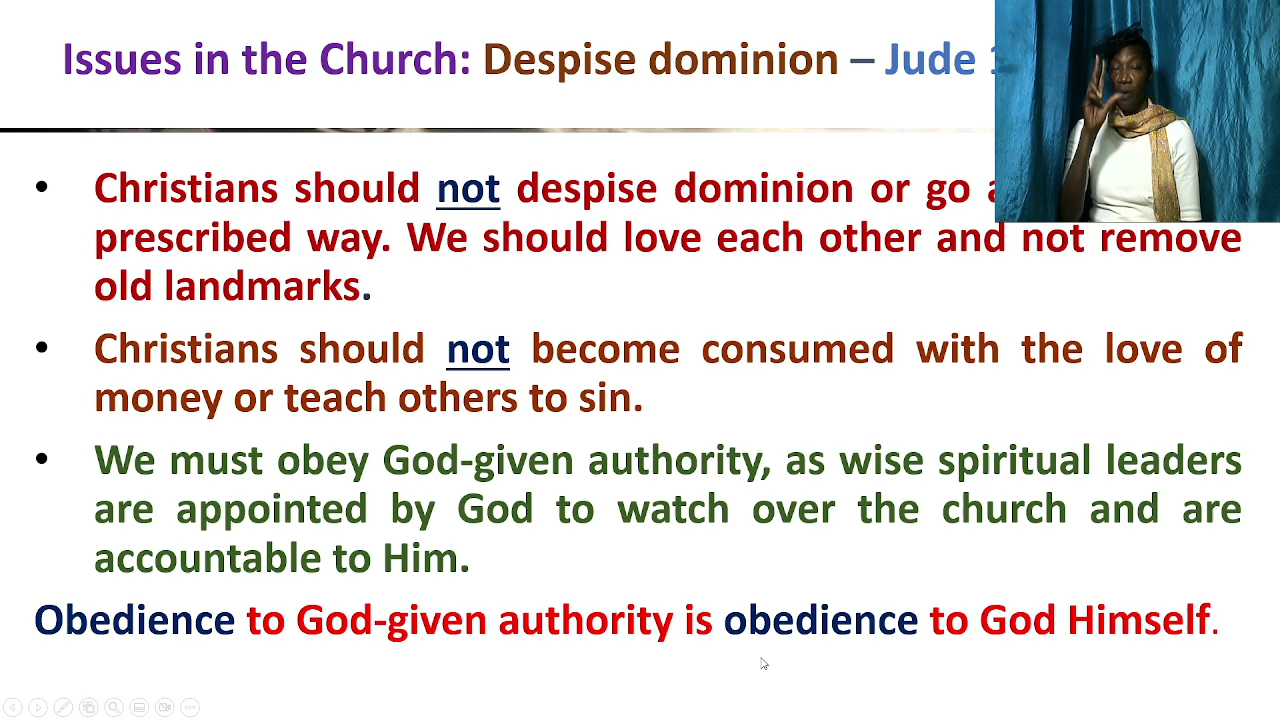 Issues in the Church: Despise dominion – Jude
• Christians should not despise dominion or go
prescribed way. We should love each other and not remove
old landmarks.
• Christians should not become consumed with the love of
money or teach others to sin.
• We must obey God-given authority, as wise spiritual leaders
are appointed by God to watch over the church and are
accountable to Him.
Obedience to God-given authority is obedience to God Himself.